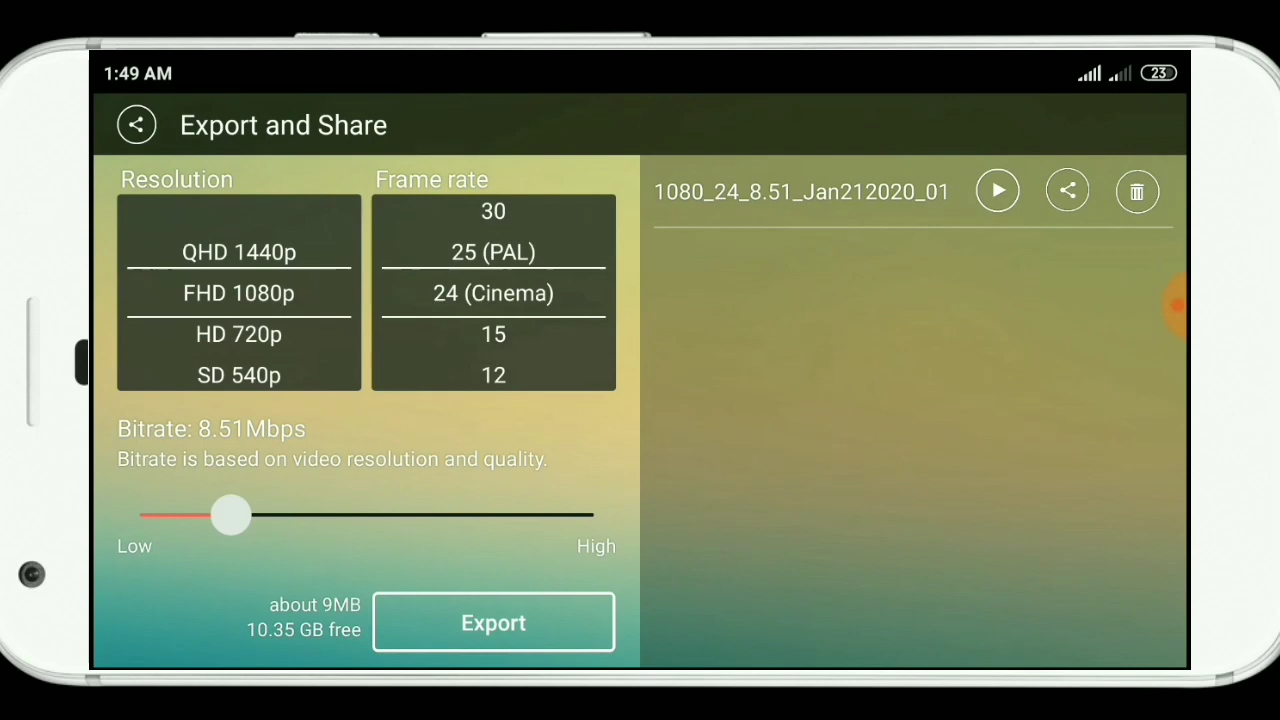 1:49 AM
23
Export and Share
Resolution
Frame rate
30
QHD 1440p
25 (PAL)
FHD 1080p
24 (Cinema)
HD 720p
15
SD 540p
12
Bitrate: 8.51Mbps
Bitrate is based on video resolution and quality.
Low
High
about 9MB
10.35 GB free
Export
1080_24_8.51_Jan212020_01